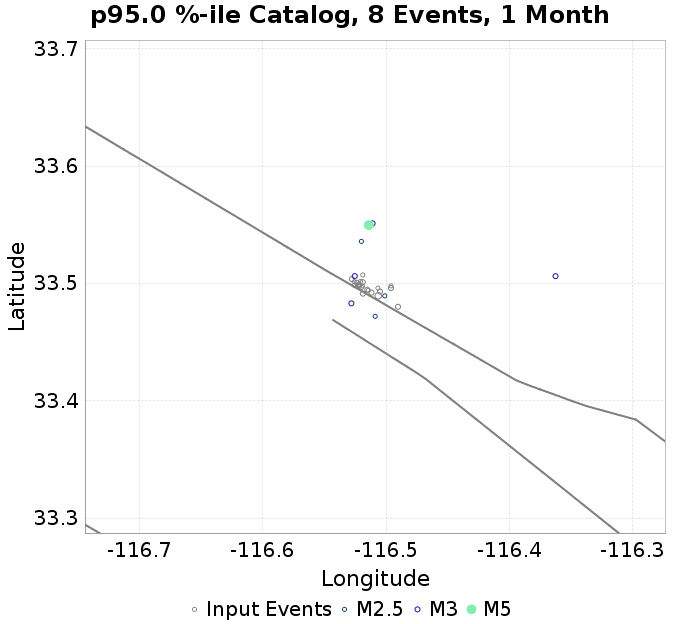 p95.0 %-ile Catalog, 8 Events, 1 Month
33.7
33.6
33.5
33.4
33.3
Latitude
-116.7 -116.6 -116.5 -116.4 -116.3
Longitude
Input Events M2.5 M3 M5